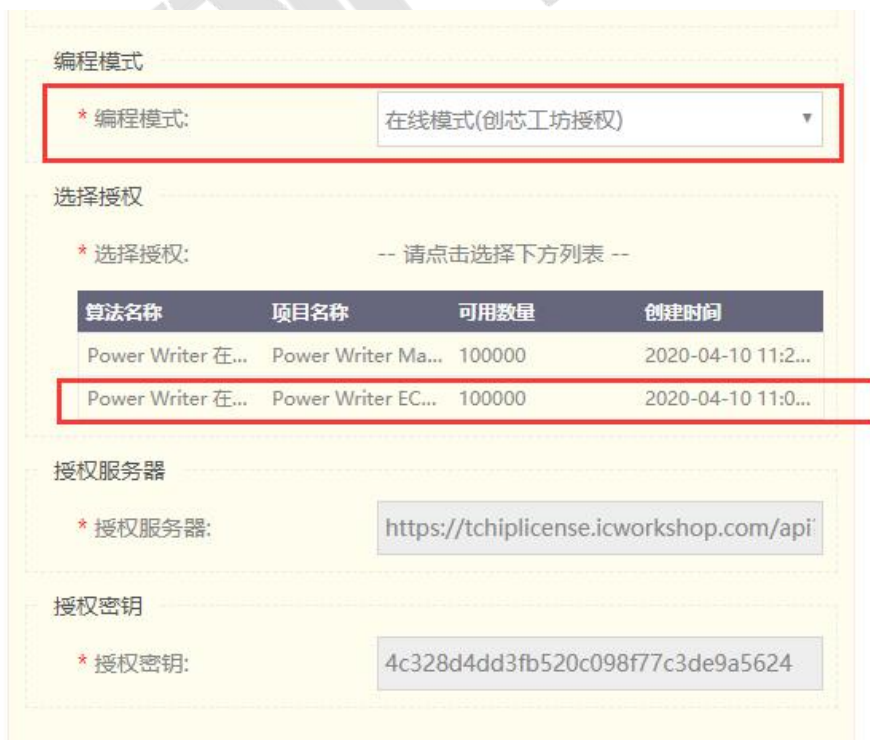 编程模式
* 编程模式: 在线模式(创芯工坊授权)
选择授权
* 选择授权: -- 请点击选择下方列表 --
算法名称 项目名称 可用数量 创建时间
Power Writer 在... Power Writer Ma... 100000 2020-04-10 11:2...
Power Writer 在... Power Writer EC... 100000 2020-04-10 11:0...
授权服务器
* 授权服务器: https://tchiplicense.icworkshop.com/api
授权密钥
* 授权密钥: 4c328d4dd3fb520c098f77c3de9a5624